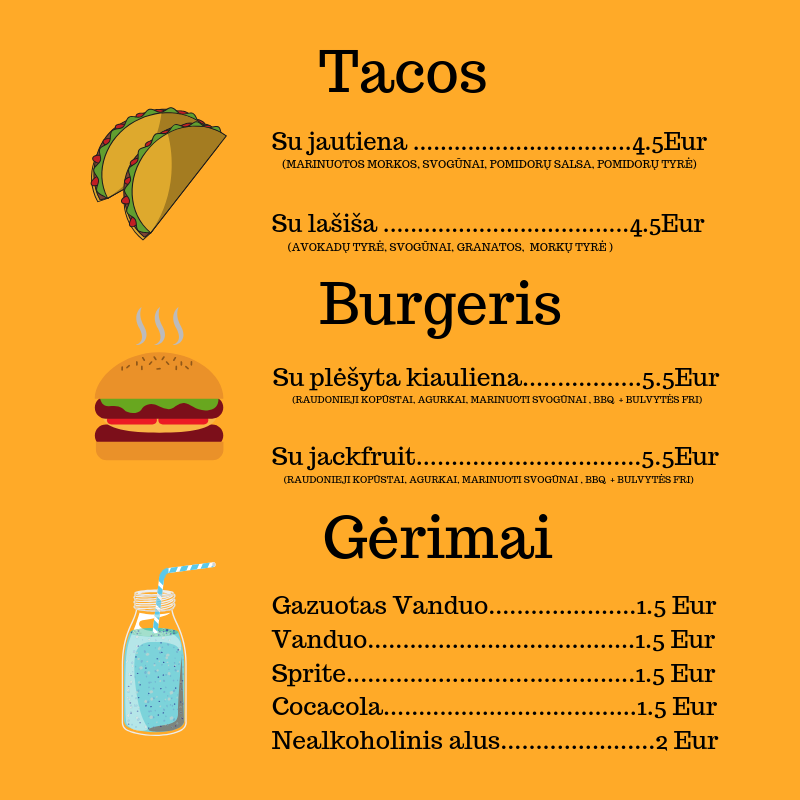 Tacos
Su jautiena ...............................4.5Eur
(MARINUOTOS MORKOS, SVOGŪNAI, POMIDORŲ SALSA, POMIDORŲ TYRĖ)
Su lašiša ...................................4.5Eur
(AVOKADŲ TYRĖ, SVOGŪNAI, GRANATOS,  MORKŲ TYRĖ )
Burgeris
Su plėšyta kiauliena.................5.5Eur
(RAUDONIEJI KOPŪSTAI, AGURKAI, MARINUOTI SVOGŪNAI , BBQ  + BULVYTĖS FRI)
Su jackfruit................................5.5Eur
(RAUDONIEJI KOPŪSTAI, AGURKAI, MARINUOTI SVOGŪNAI , BBQ  + BULVYTĖS FRI)
Gėrimai
Gazuotas Vanduo.....................1.5 Eur
Vanduo......................................1.5 Eur
Sprite.........................................1.5 Eur
Cocacola....................................1.5 Eur
Nealkoholinis alus......................2 Eur